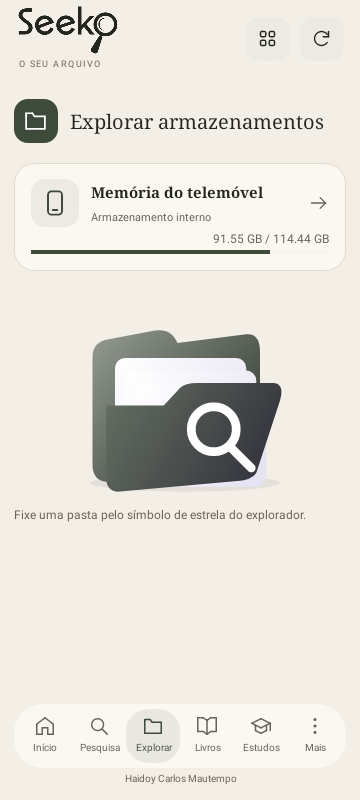 Seeko
O SEU ARQUIVO
Explorar armazenamentos
Memória do telemóvel
Armazenamento interno
91.55 GB / 114.44 GB
Fixe uma pasta pelo símbolo de estrela do explorador.
Início
Pesquisa
Explorar
Livros
Estudos
Mais
Haidoy Carlos Mautempo